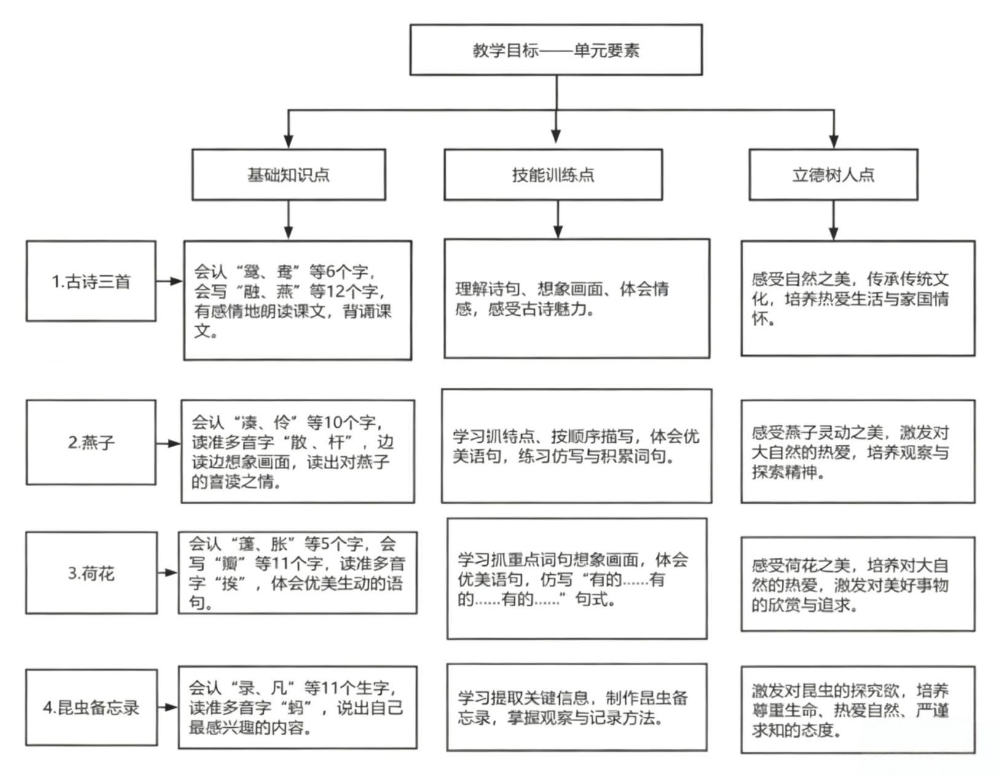 教学目标——单元要素
基础知识点
技能训练点
立德树人点
1.古诗三首
会认“鸳、鸯”等6个字，
会写“融、燕”等12个字，
有感情地朗读课文，背诵课
文。
理解诗句、想象画面、体会情
感，感受古诗魅力。
感受自然之美，传承传统文
化，培养热爱生活与家国情
怀。
2.燕子
会认“凑、伶”等10个字，
读准多音字“散、杆”，边
读边想象画面，读出对燕子
的喜读之情。
学习抓特点、按顺序描写，体会优
美语句，练习仿写与积累词句。
感受燕子灵动之美，激发对
大自然的热爱，培养观察与
探索精神。
3.荷花
会认“蓬、胀”等5个字，会
写“瓣”等11个字，读准多音
字“挨”，体会优美生动的语
句。
学习抓重点词句想象画面，体会
优美语句，仿写“有的……有
的……有的……”句式。
感受荷花之美，培养对大自
然的热爱，激发对美好事物
的欣赏与追求。
4.昆虫备忘录
会认“录、凡“等11个生字，
读准多音字“蚂”，说出自己
最感兴趣的内容。
学习提取关键信息，制作昆虫备
忘录，掌握观察与记录方法。
激发对昆虫的探究欲，培养
尊重生命、热爱自然、严谨
求知的态度。